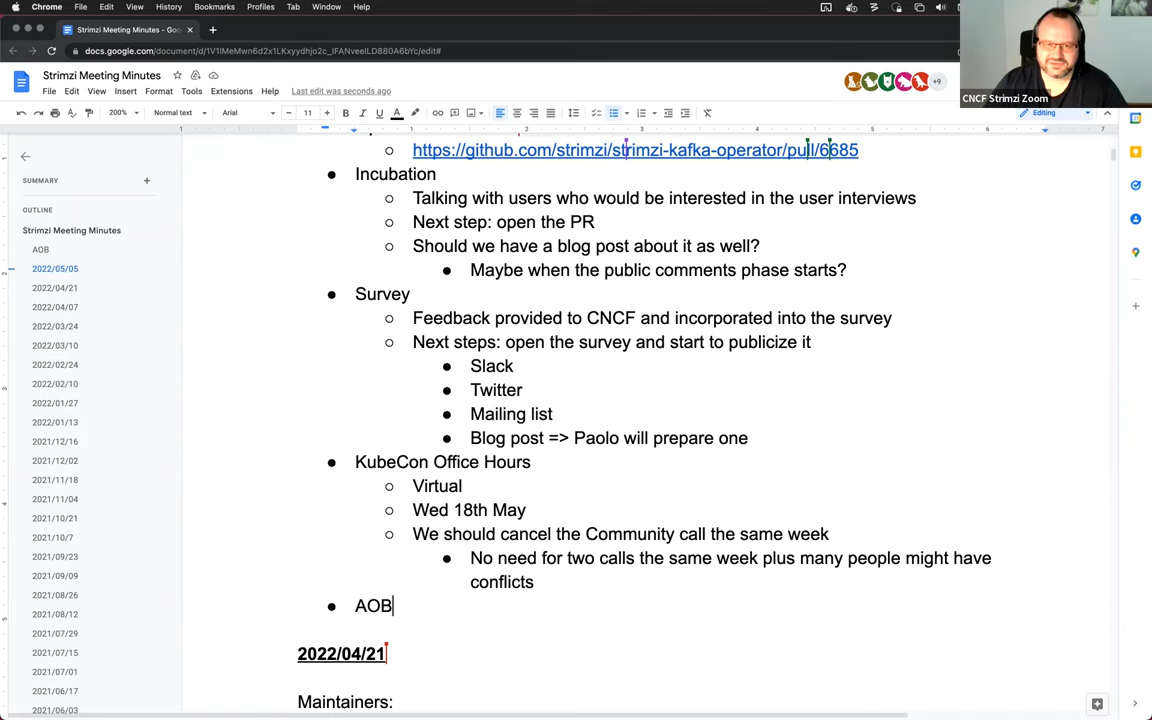 Chrome File Edit View History Bookmarks Profiles Tab Window Help
Strimzi Meeting Minutes - Goo
docs.google.com/document/d/1V1lMeMwn6d2x1LKxyydhjo2c_IFANveeiLD880A6bYc/edit#
Strimzi Meeting Minutes
File Edit View Insert Format Tools Extensions Help Last edit was seconds ago
+9
CNCF Strimzi Zoom
200% Normal text Arial 11 Editing
1 1 2 3 4 5 6 7
SUMMARY
OUTLINE
Strimzi Meeting Minutes
AOB
2022/05/05
2022/04/21
2022/04/07
2022/03/24
2022/03/10
2022/02/24
2022/02/10
2022/01/27
2022/01/13
2021/12/16
2021/12/02
2021/11/18
2021/11/04
2021/10/21
2021/10/7
2021/09/23
2021/09/09
2021/08/26
2021/08/12
2021/07/29
2021/07/15
2021/07/01
2021/06/17
2021/06/03
https://github.com/strimzi/strimzi-kafka-operator/pull/6685
Incubation
Talking with users who would be interested in the user interviews
Next step: open the PR
Should we have a blog post about it as well?
Maybe when the public comments phase starts?
Survey
Feedback provided to CNCF and incorporated into the survey
Next steps: open the survey and start to publicize it
Slack
Twitter
Mailing list
Blog post => Paolo will prepare one
KubeCon Office Hours
Virtual
Wed 18th May
We should cancel the Community call the same week
No need for two calls the same week plus many people might have
conflicts
AOB
2022/04/21
Maintainers: